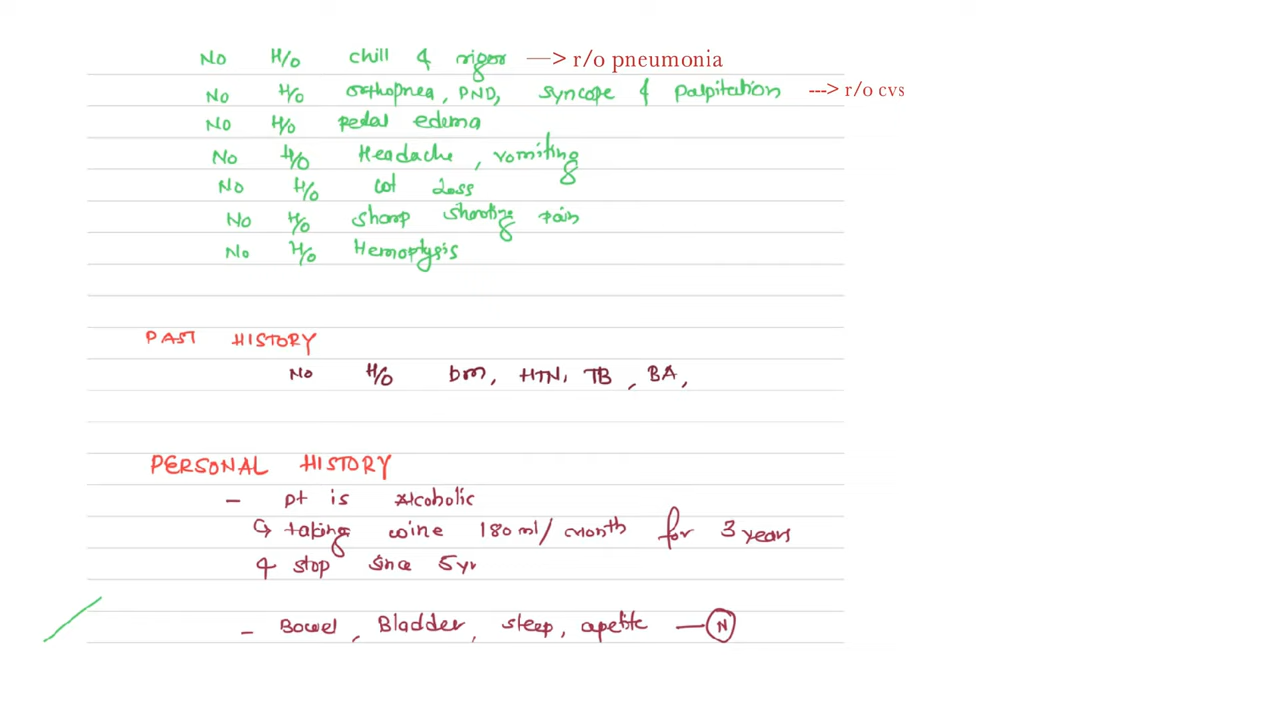 No H/o chill & rigor —> r/o pneumonia
No H/o orthopnea, PND, syncope & palpitation ---> r/o cvs
No H/o pedal edema
No H/o Headache, vomiting
No H/o wt loss
No H/o sharp shooting pain
No H/o Hemoptysis
PAST HISTORY
No H/o Dm, HTN, TB, BA,
PERSONAL HISTORY
- pt is alcoholic
↳ taking wine 180 ml/month for 3 years
& stop since 5yr
- Bowel, Bladder, sleep, apetite — N